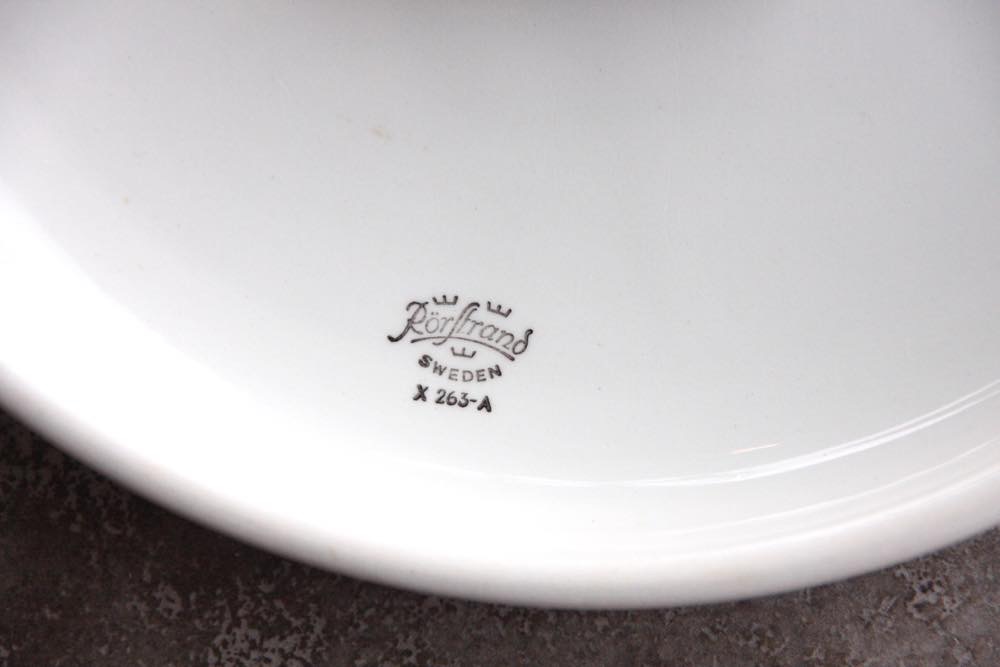 Rörstrand
SWEDEN
X 263-A